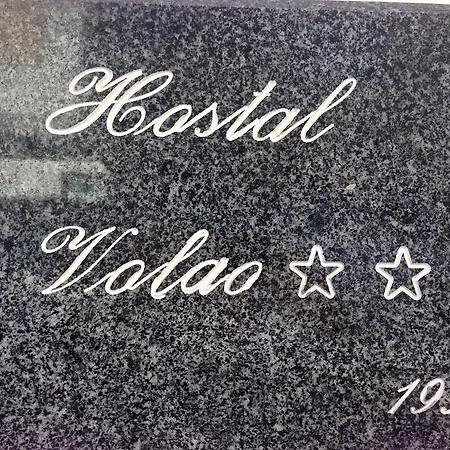 Hostal
Volao ☆ ☆